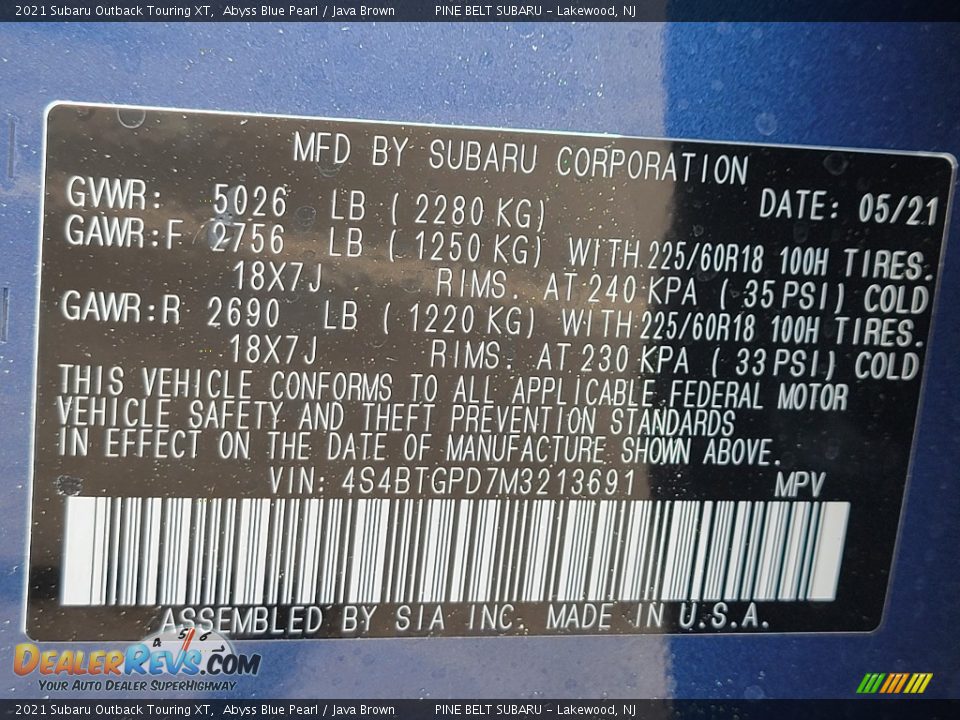 2021 Subaru Outback Touring XT, Abyss Blue Pearl / Java Brown PINE BELT SUBARU - Lakewood, NJ
MFD BY SUBARU CORPORATION
GVWR: 5026 LB ( 2280 KG) DATE: 05/21
GAWR:F 2756 LB ( 1250 KG) WITH 225/60R18 100H TIRES.
18X7J RIMS. AT 240 KPA ( 35 PSI) COLD
GAWR:R 2690 LB ( 1220 KG) WITH 225/60R18 100H TIRES.
18X7J RIMS. AT 230 KPA ( 33 PSI) COLD
THIS VEHICLE CONFORMS TO ALL APPLICABLE FEDERAL MOTOR
VEHICLE SAFETY AND THEFT PREVENTION STANDARDS
IN EFFECT ON THE DATE OF MANUFACTURE SHOWN ABOVE.
VIN: 4S4BTGPD7M3213691 MPV
ASSEMBLED BY SIA INC. MADE IN U.S.A.
DEALERREVS.COM
YOUR AUTO DEALER SUPERHIGHWAY
2021 Subaru Outback Touring XT, Abyss Blue Pearl / Java Brown PINE BELT SUBARU - Lakewood, NJ